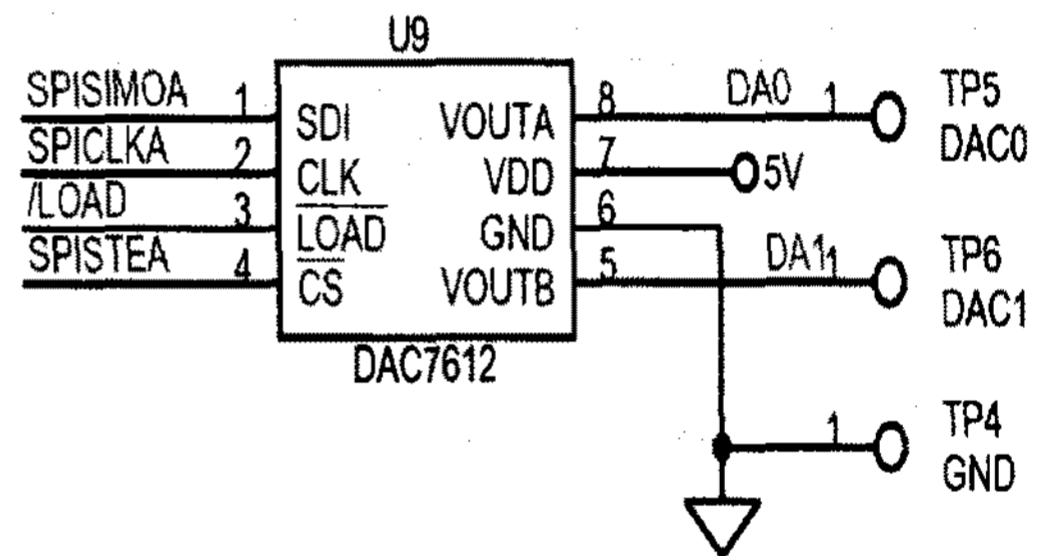 U9
SPISIMOA 1 SDI VOUTA 8 DA0 1 TP5
DAC0
SPICLKA 2 CLK VDD 7 5V
/LOAD 3 LOAD GND 6
SPISTEA 4 CS VOUTB 5 DA1 1 TP6
DAC1
DAC7612
1 TP4
GND